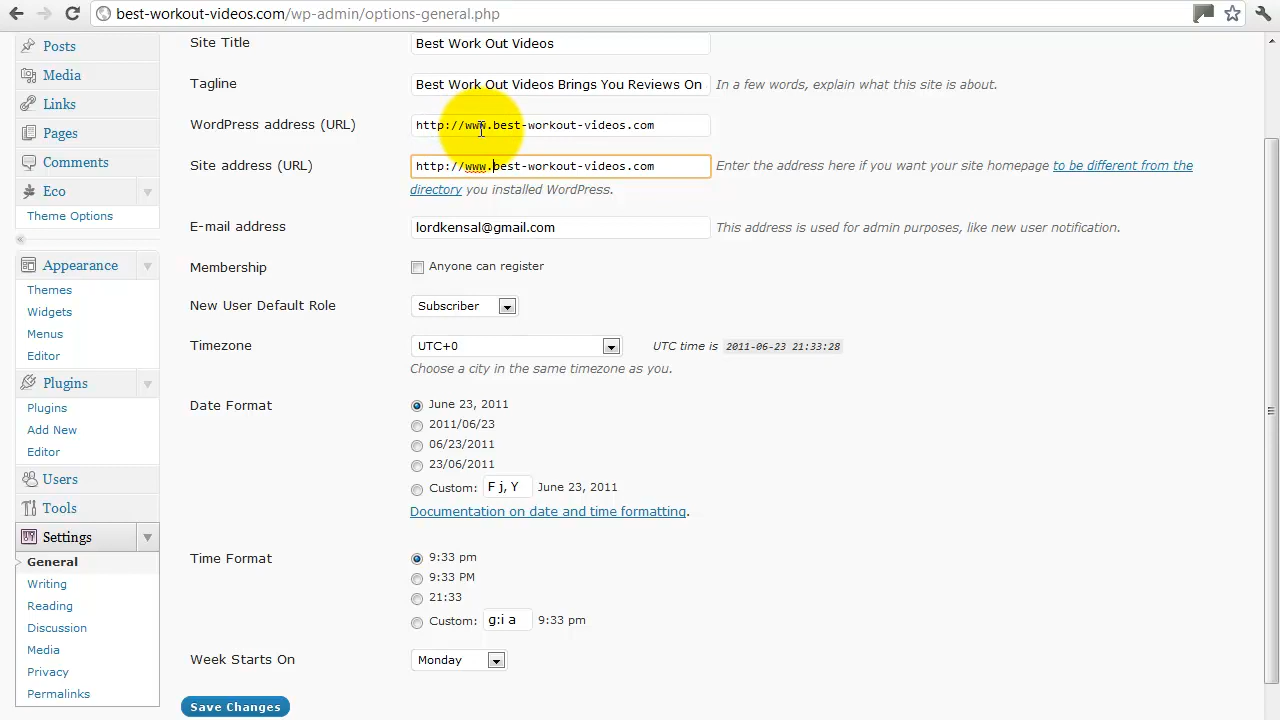 best-workout-videos.com/wp-admin/options-general.php
Posts
Media
Links
Pages
Comments
Eco
Theme Options
Appearance
Themes
Widgets
Menus
Editor
Plugins
Plugins
Add New
Editor
Users
Tools
Settings
General
Writing
Reading
Discussion
Media
Privacy
Permalinks
Site Title Best Work Out Videos
Tagline Best Work Out Videos Brings You Reviews On In a few words, explain what this site is about.
WordPress address (URL) http://www.best-workout-videos.com
Site address (URL) http://www.best-workout-videos.com Enter the address here if you want your site homepage to be different from the
directory you installed WordPress.
E-mail address lordkensal@gmail.com This address is used for admin purposes, like new user notification.
Membership Anyone can register
New User Default Role Subscriber
Timezone UTC+0 UTC time is 2011-06-23 21:33:28
Choose a city in the same timezone as you.
Date Format June 23, 2011
2011/06/23
06/23/2011
23/06/2011
Custom: F j, Y June 23, 2011
Documentation on date and time formatting.
Time Format 9:33 pm
9:33 PM
21:33
Custom: g:i a 9:33 pm
Week Starts On Monday
Save Changes